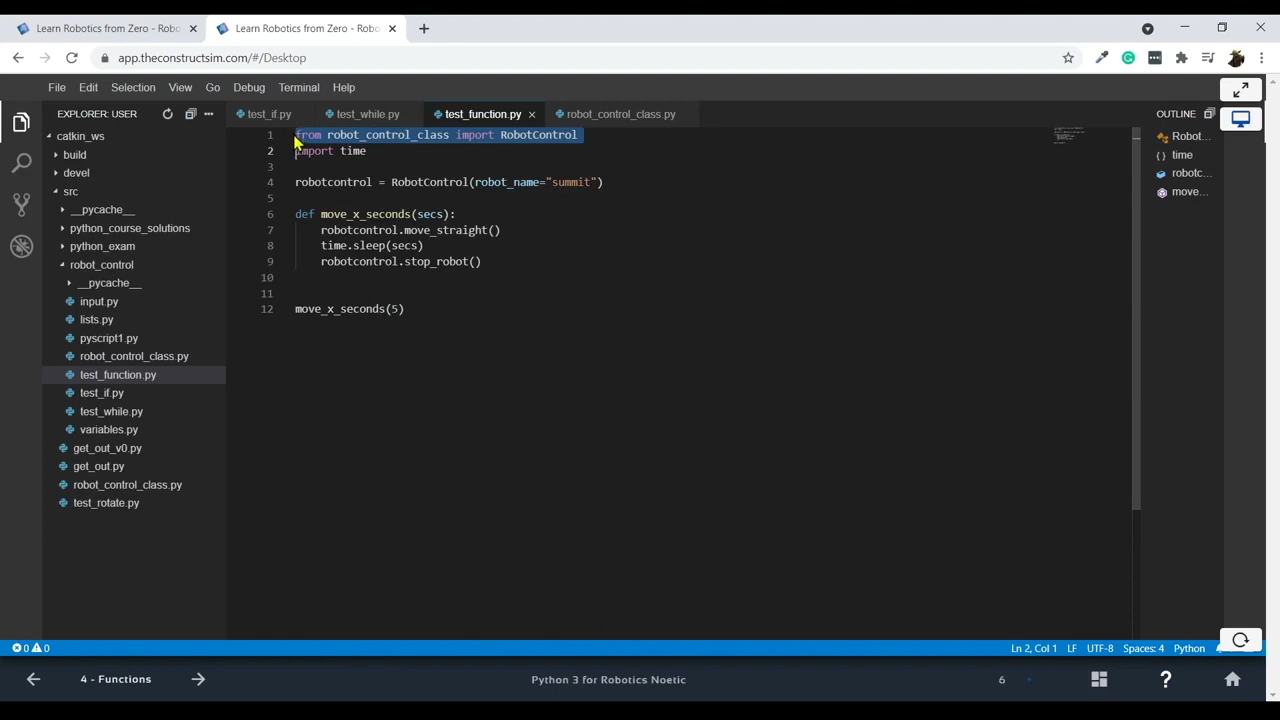 Learn Robotics from Zero - Robo
Learn Robotics from Zero - Robo
app.theconstructsim.com/#/Desktop
File Edit Selection View Go Debug Terminal Help
EXPLORER: USER
catkin_ws
build
devel
src
__pycache__
python_course_solutions
python_exam
robot_control
__pycache__
input.py
lists.py
pyscript1.py
robot_control_class.py
test_function.py
test_if.py
test_while.py
variables.py
get_out_v0.py
get_out.py
robot_control_class.py
test_rotate.py
test_if.py test_while.py test_function.py robot_control_class.py
1 from robot_control_class import RobotControl
2 import time
3
4 robotcontrol = RobotControl(robot_name="summit")
5
6 def move_x_seconds(secs):
7 robotcontrol.move_straight()
8 time.sleep(secs)
9 robotcontrol.stop_robot()
10
11
12 move_x_seconds(5)
OUTLINE
Robot...
time
robotc...
move...
0 0 Ln 2, Col 1 LF UTF-8 Spaces: 4 Python
4 - Functions Python 3 for Robotics Noetic 6 ?